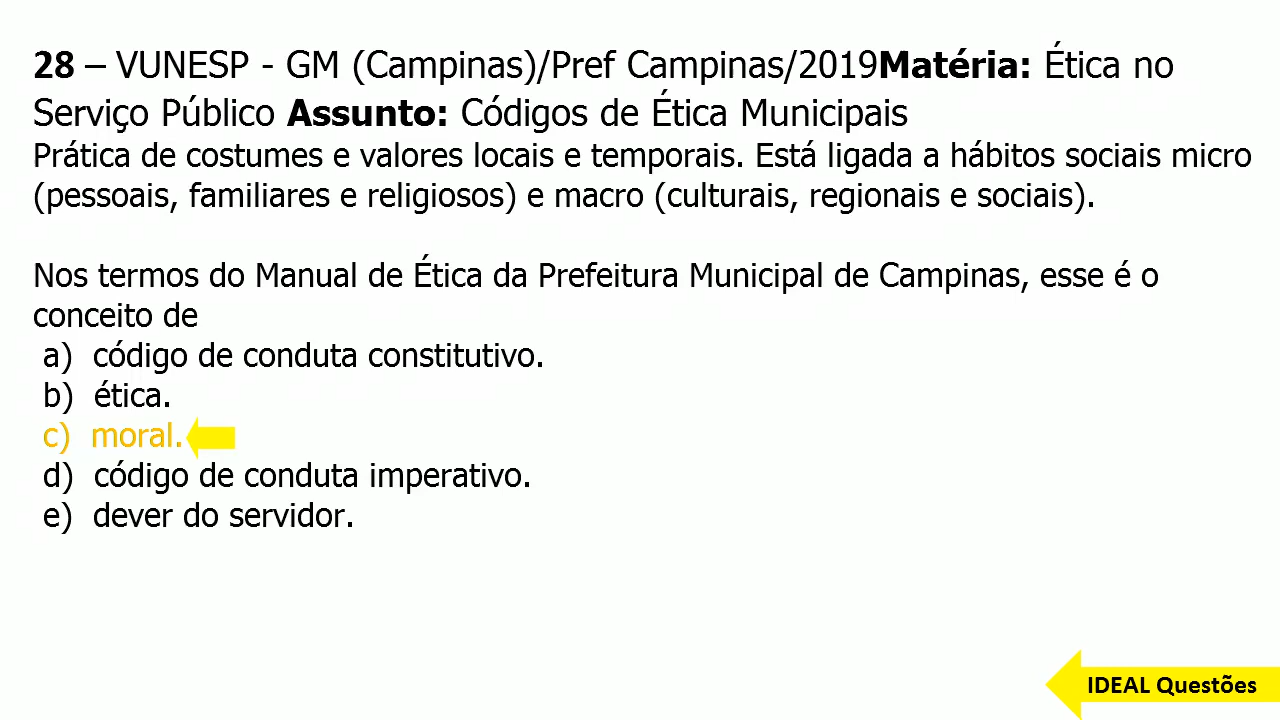 28 – VUNESP - GM (Campinas)/Pref Campinas/2019Matéria: Ética no
Serviço Público Assunto: Códigos de Ética Municipais
Prática de costumes e valores locais e temporais. Está ligada a hábitos sociais micro
(pessoais, familiares e religiosos) e macro (culturais, regionais e sociais).
Nos termos do Manual de Ética da Prefeitura Municipal de Campinas, esse é o
conceito de
a) código de conduta constitutivo.
b) ética.
c) moral.
d) código de conduta imperativo.
e) dever do servidor.
IDEAL Questões